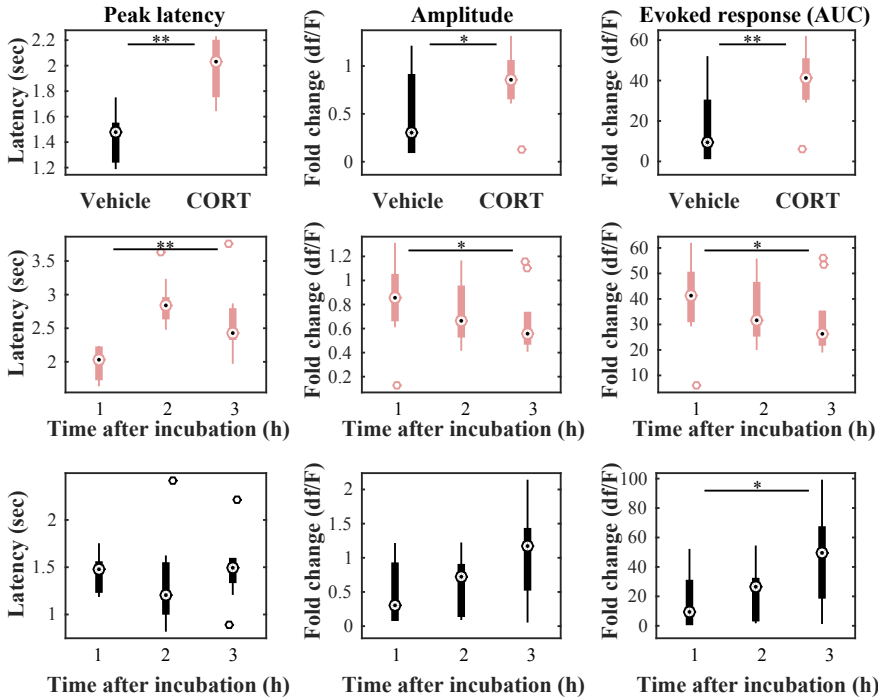 Peak latency
Amplitude
Evoked response (AUC)
Latency (sec)
2.2
2
1.8
1.6
1.4
1.2
**
Vehicle
CORT
Fold change (df/F)
1
0.5
0
*
Vehicle
CORT
Fold change (df/F)
60
40
20
0
**
Vehicle
CORT
Latency (sec)
3.5
3
2.5
2
**
1
2
3
Time after incubation (h)
Fold change (df/F)
1.2
1
0.8
0.6
0.4
0.2
*
1
2
3
Time after incubation (h)
Fold change (df/F)
60
50
40
30
20
10
*
1
2
3
Time after incubation (h)
Latency (sec)
2
1.5
1
1
2
3
Time after incubation (h)
Fold change (df/F)
2
1.5
1
0.5
0
1
2
3
Time after incubation (h)
Fold change (df/F)
100
80
60
40
20
0
*
1
2
3
Time after incubation (h)